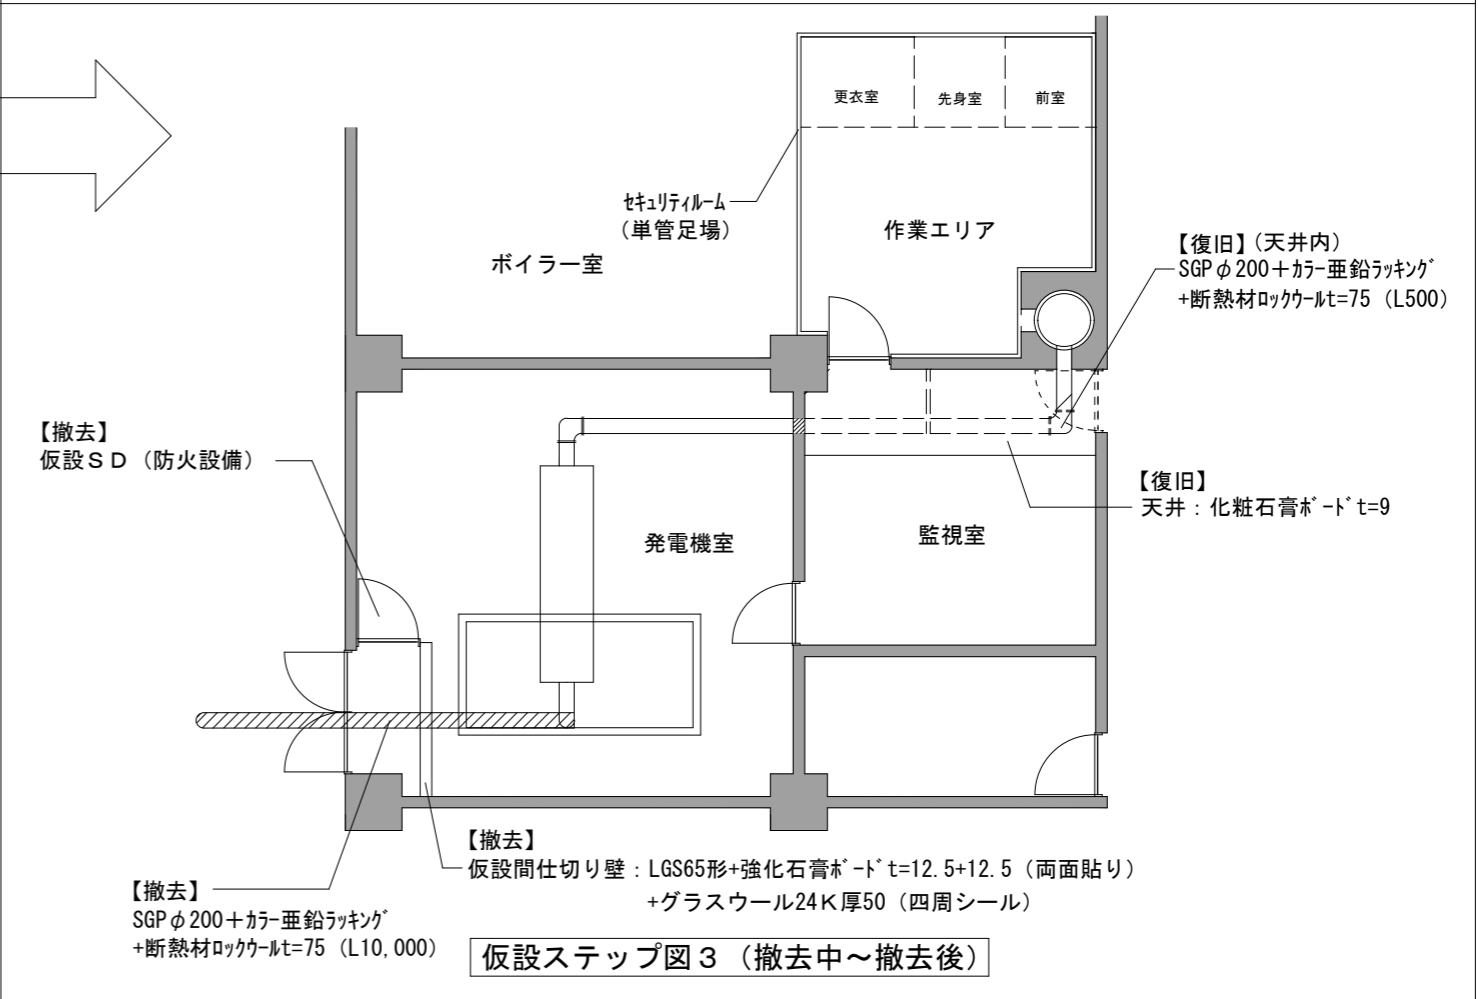 更衣室
先身室
前室
セキュリティルーム
（単管足場）
作業エリア
ボイラー室
【復旧】（天井内）
SGPφ200＋カラー亜鉛ラッキング
+断熱材ロックウールt=75（L500）
【撤去】
仮設ＳＤ（防火設備）
【復旧】
天井：化粧石膏ボードt=9
発電機室
監視室
【撤去】
仮設間仕切り壁：LGS65形+強化石膏ボードt=12.5+12.5（両面貼り）
+グラスウール24K厚50（四周シール）
【撤去】
SGPφ200＋カラー亜鉛ラッキング
+断熱材ロックウールt=75（L10,000）
仮設ステップ図３（撤去中～撤去後）